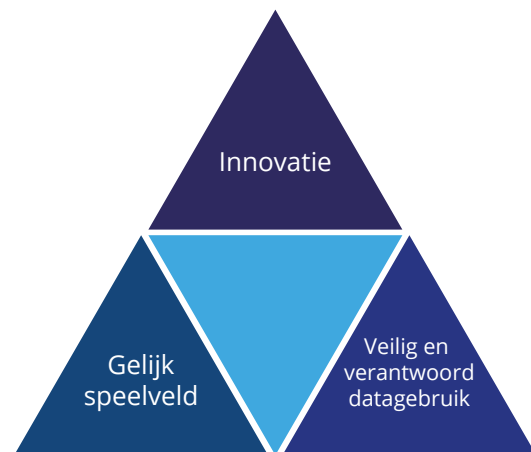 Innovatie
Gelijk
speelveld
Veilig en
verantwoord
datagebruik